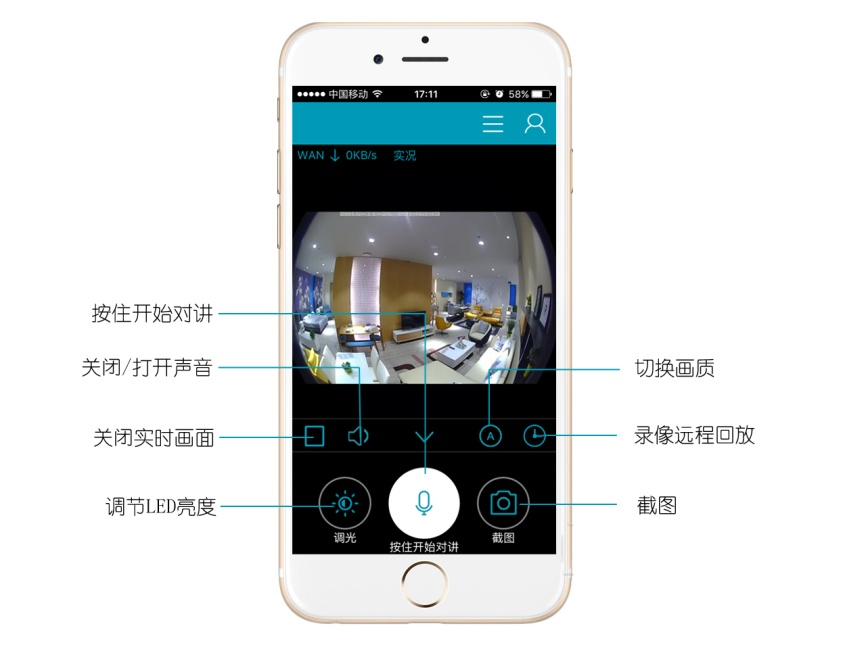 中国移动 17:11 58%
WAN ↓ 0KB/s 实况
按住开始对讲
关闭/打开声音
切换画质
关闭实时画面
A
录像远程回放
调节LED亮度
截图
调光
按住开始对讲
截图